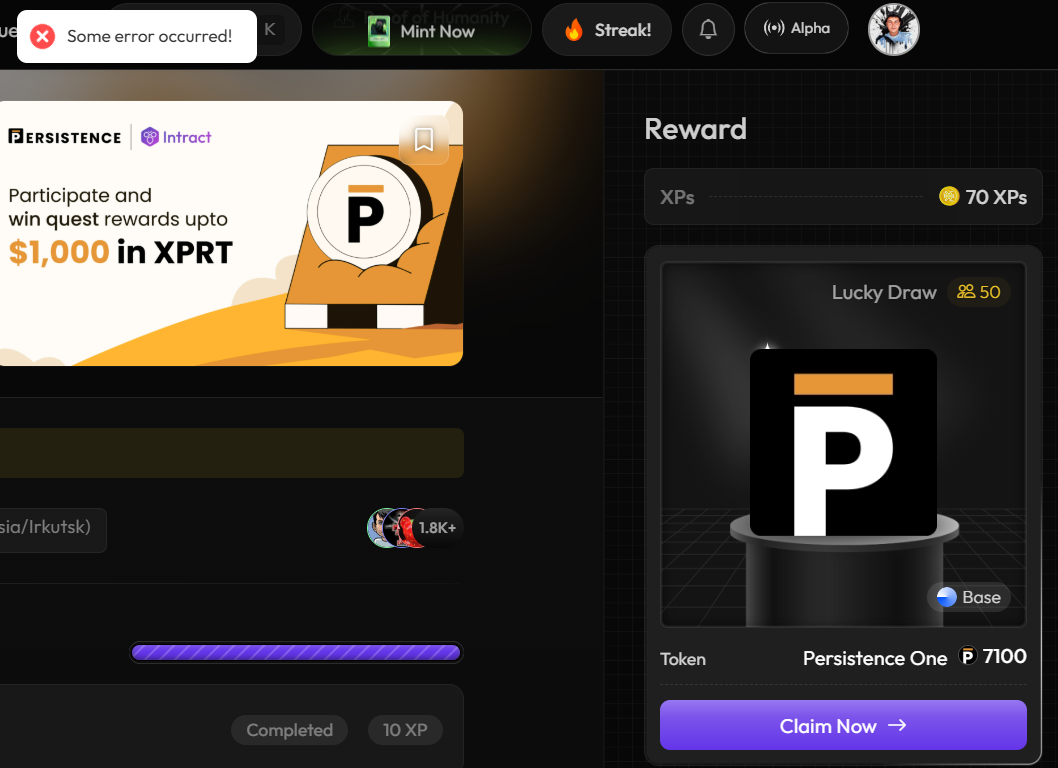 ue
Some error occurred!
K
Proof of Humanity
Mint Now
Streak!
Alpha
PERSISTENCE
Intract
Participate and
win quest rewards upto
$1,000 in XPRT
P
Reward
XPs
70 XPs
Lucky Draw
50
P
Base
sia/Irkutsk)
1.8K+
Token
Persistence One
P
7100
Completed
10 XP
Claim Now →